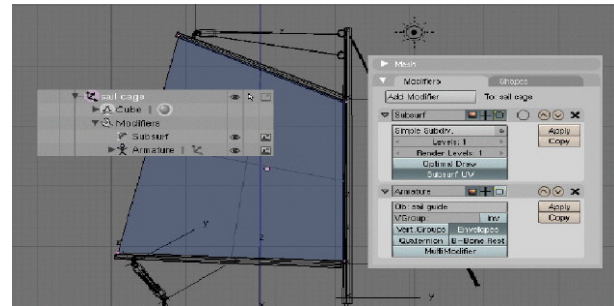 sail cage
Cube
Modifiers
Subsurf
Armature
y
y
z
y
Mesh
Modifiers
Shapes
Add Modifier
To: sail cage
Subsurf
Simple Subdiv.
Levels: 1
Render Levels: 1
Optimal Draw
Subsurf UV
Apply
Copy
Armature
Ob: sail guide
VGroup
Inv
Vert Groups
Envelopes
Quaternion
B-Bone Rest
MultiModifier
Apply
Copy